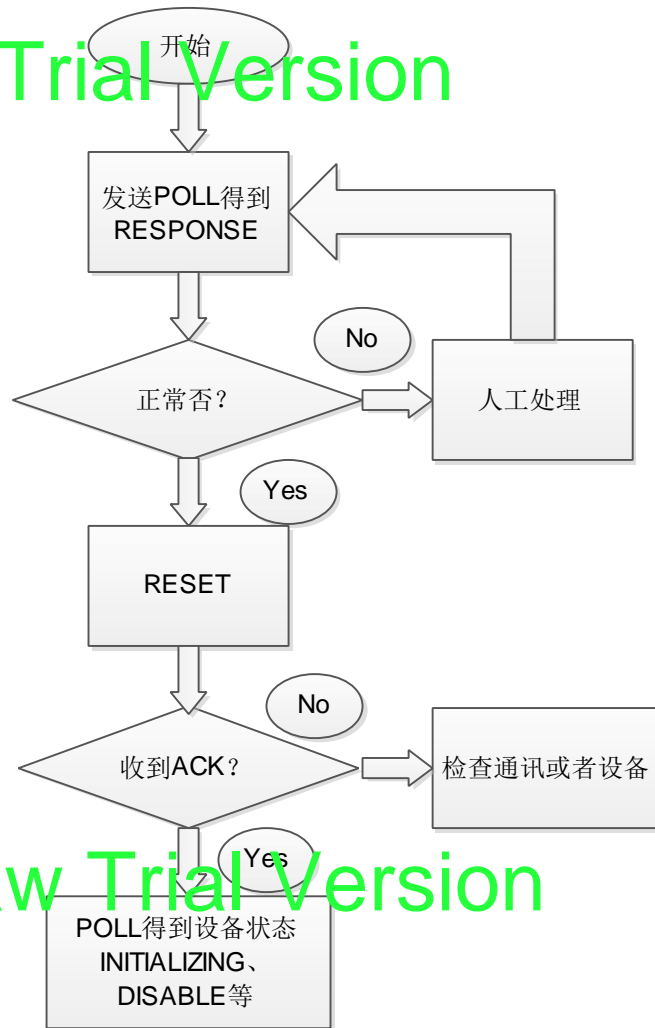 开始
Trial Version
发送POLL得到
RESPONSE
No
正常否？
人工处理
Yes
RESET
No
收到ACK？
检查通讯或者设备
Yes
w Trial Version
POLL得到设备状态
INITIALIZING、
DISABLE等